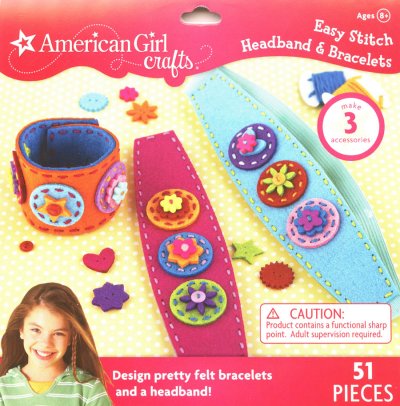 Ages 8+
American Girl
crafts®
Easy Stitch
Headband & Bracelets
make
3
accessories
CAUTION:
Product contains a functional sharp
point. Adult supervision required.
Design pretty felt bracelets
and a headband!
51
PIECES